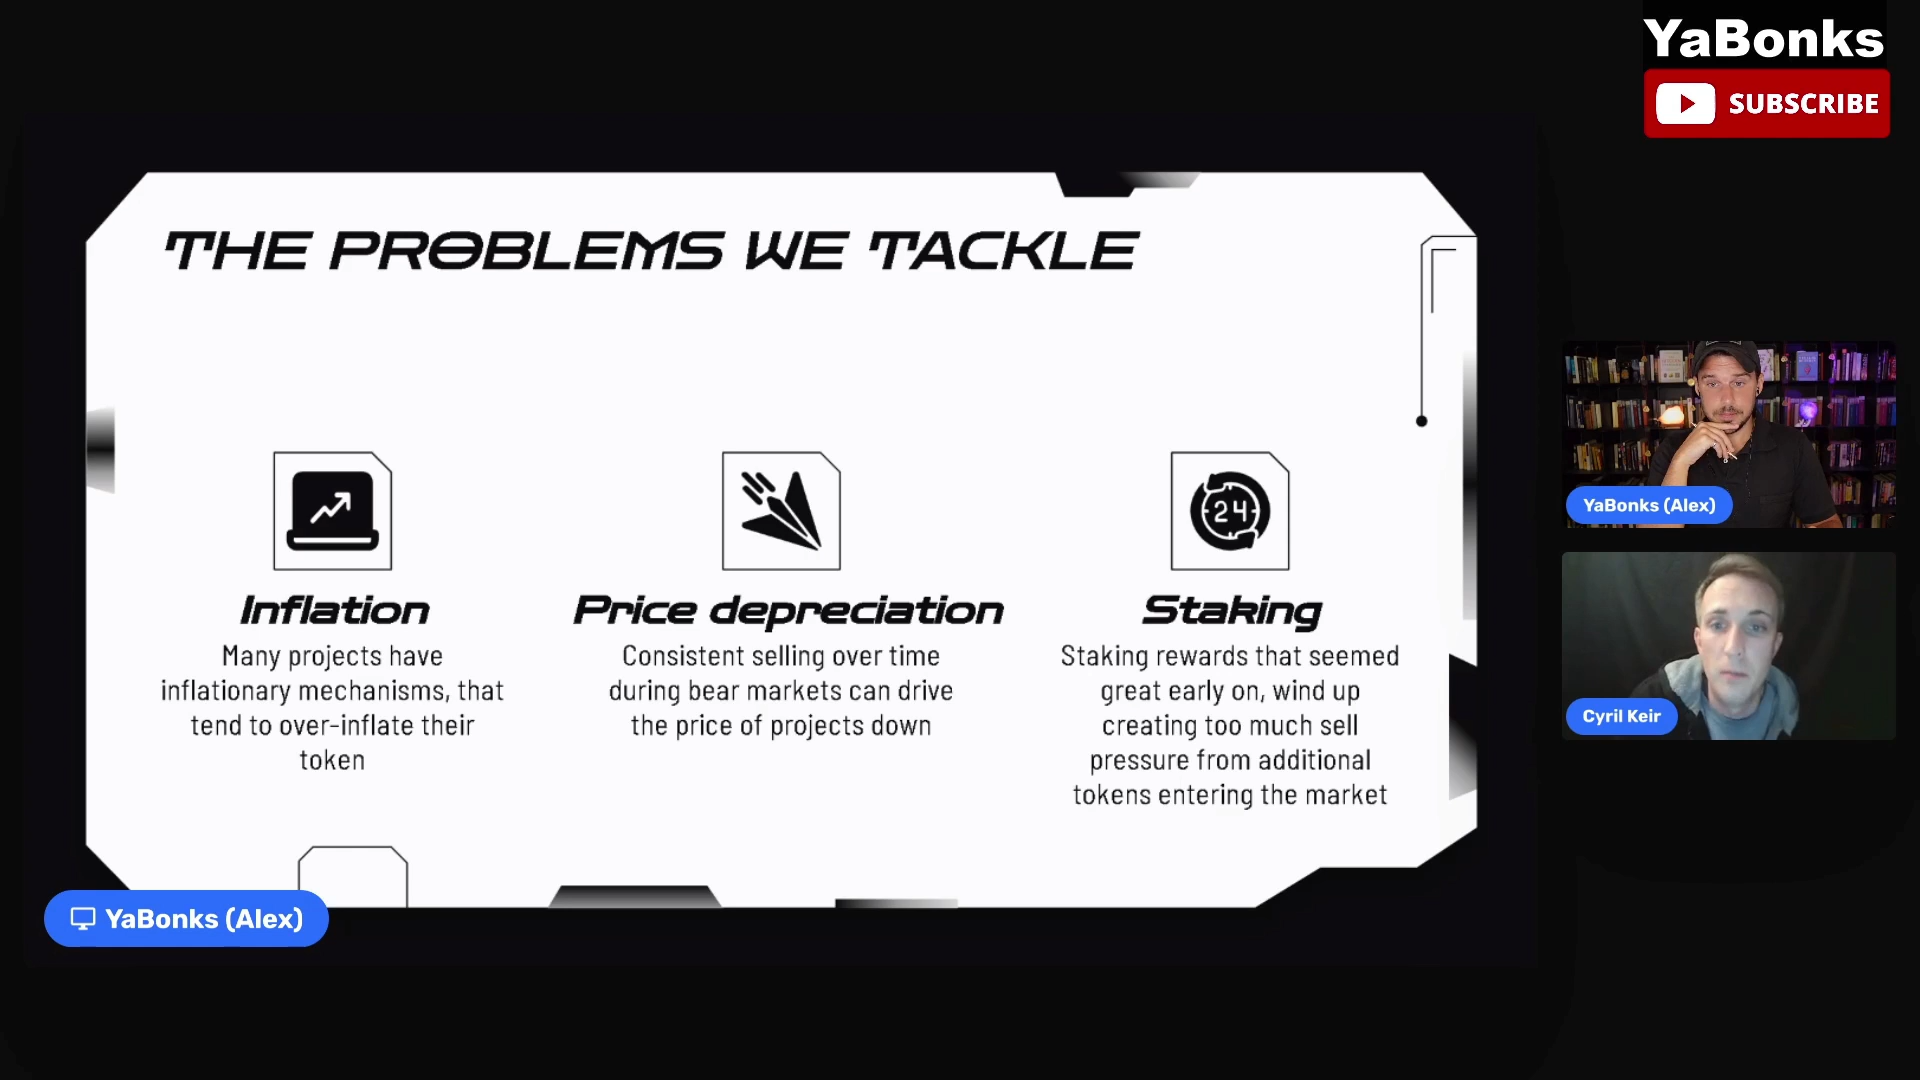 YaBonks
SUBSCRIBE
THE PROBLEMS WE TACKLE
24
Inflation
Many projects have
inflationary mechanisms, that
tend to over-inflate their
token
Price depreciation
Consistent selling over time
during bear markets can drive
the price of projects down
Staking
Staking rewards that seemed
great early on, wind up
creating too much sell
pressure from additional
tokens entering the market
YaBonks (Alex)
YaBonks (Alex)
Cyril Keir